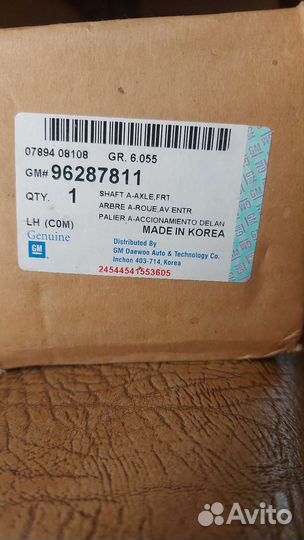 07894 08108 GR. 6.055
GM# 96287811
QTY. 1 SHAFT A-AXLE,FRT
ARBRE A-ROUE,AV ENTR
PALIER A-ACCIONAMIENTO DELAN
LH (C0M) MADE IN KOREA
Genuine
GM
Distributed By
GM Daewoo Auto & Technology Co.
Inchon 403-714, Korea
24544541553605
Avito